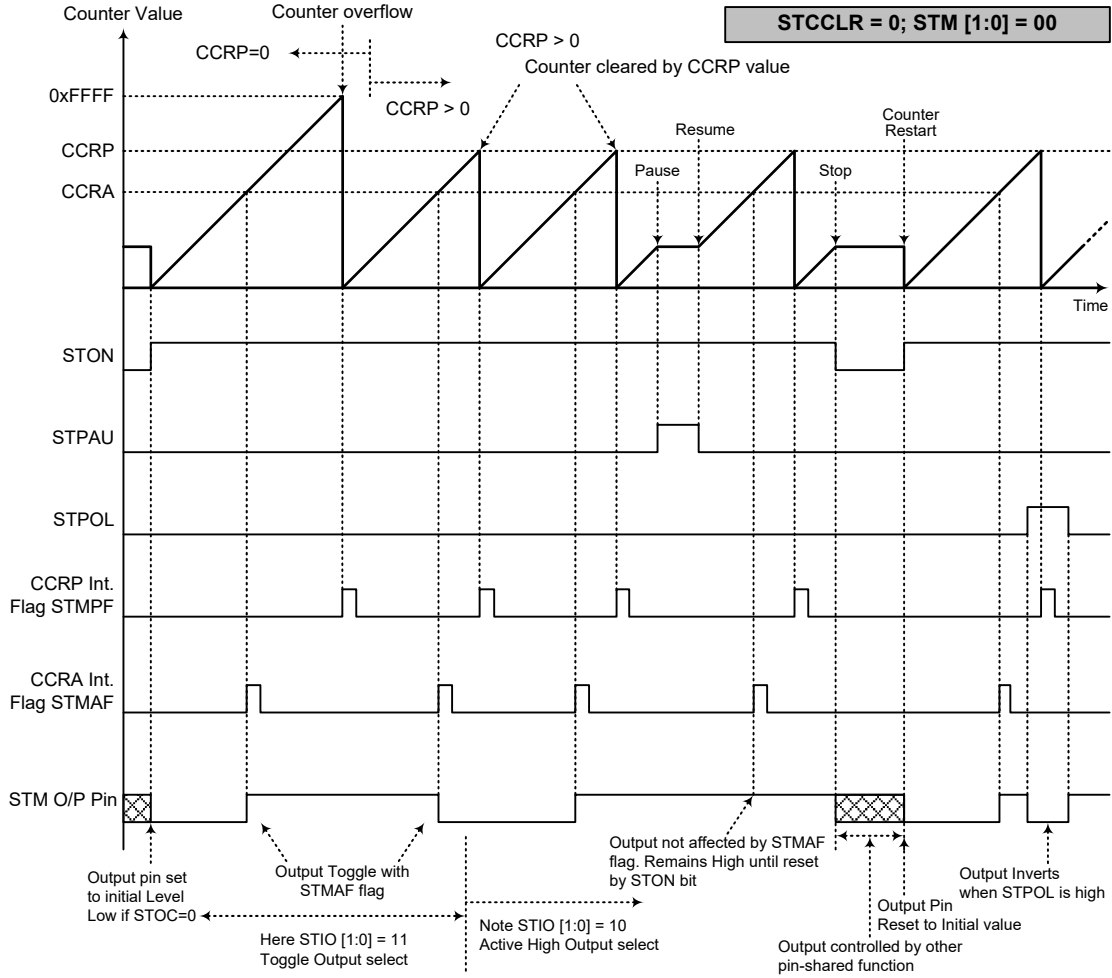 Counter Value
Counter overflow
STCCLR = 0; STM [1:0] = 00
CCRP=0
CCRP > 0
CCRP > 0
Counter cleared by CCRP value
0xFFFF
CCRP
CCRA
Pause
Resume
Stop
Counter
Restart
Time
STON
STPAU
STPOL
CCRP Int.
Flag STMPF
CCRA Int.
Flag STMAF
STM O/P Pin
Output pin set
to initial Level
Low if STOC=0
Output Toggle with
STMAF flag
Here STIO [1:0] = 11
Toggle Output select
Note STIO [1:0] = 10
Active High Output select
Output not affected by STMAF
flag. Remains High until reset
by STON bit
Output Pin
Reset to Initial value
Output controlled by other
pin-shared function
Output Inverts
when STPOL is high